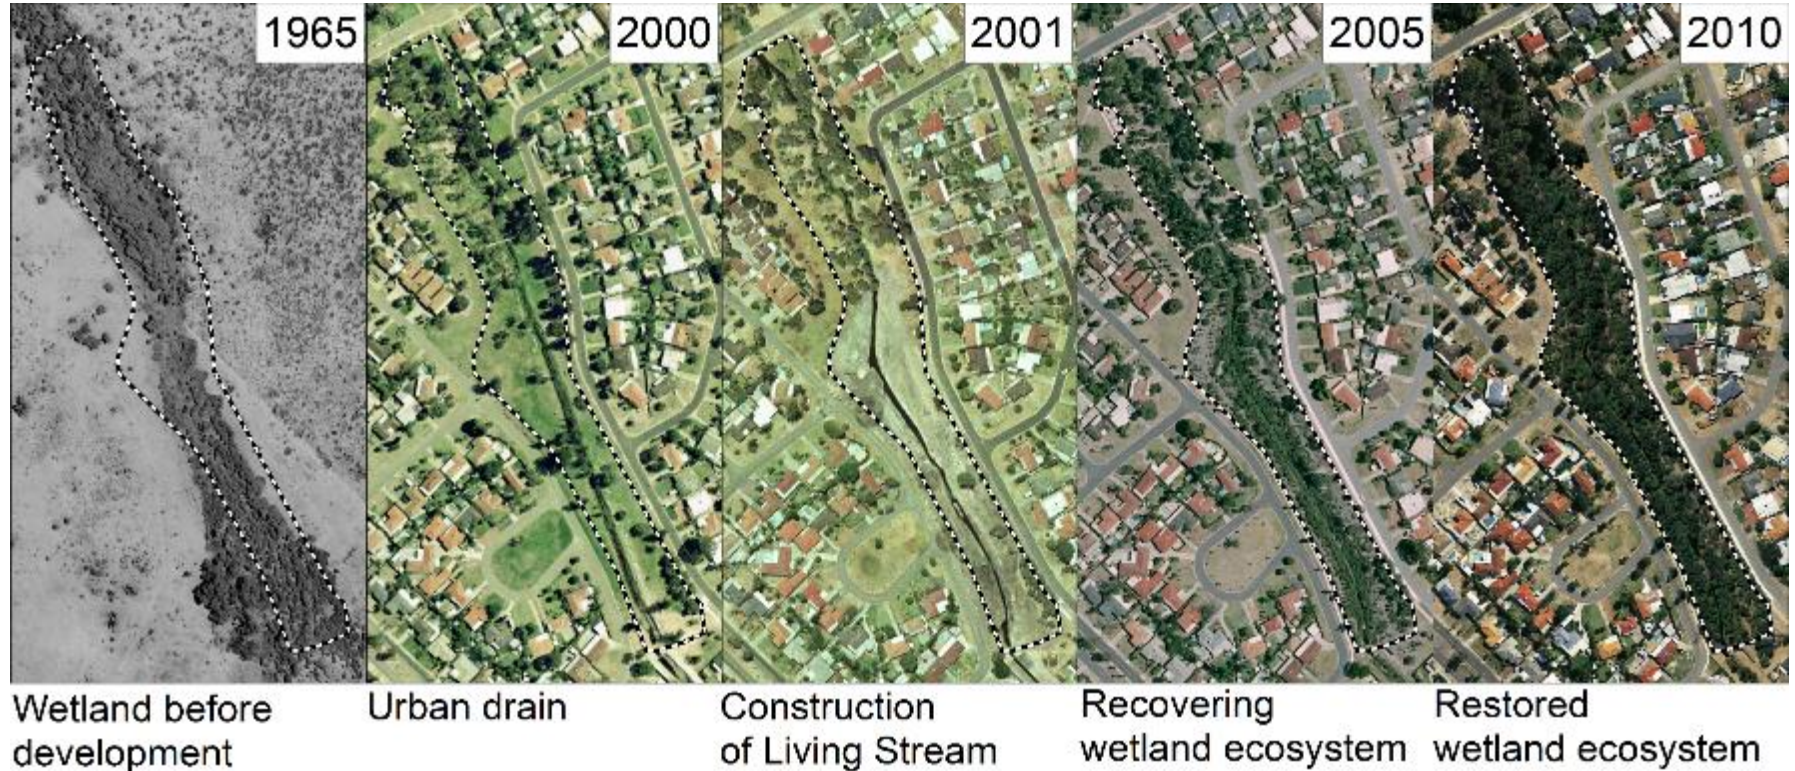 1965
2000
2001
2005
2010
Wetland before
development
Urban drain
Construction
of Living Stream
Recovering
wetland ecosystem
Restored
wetland ecosystem